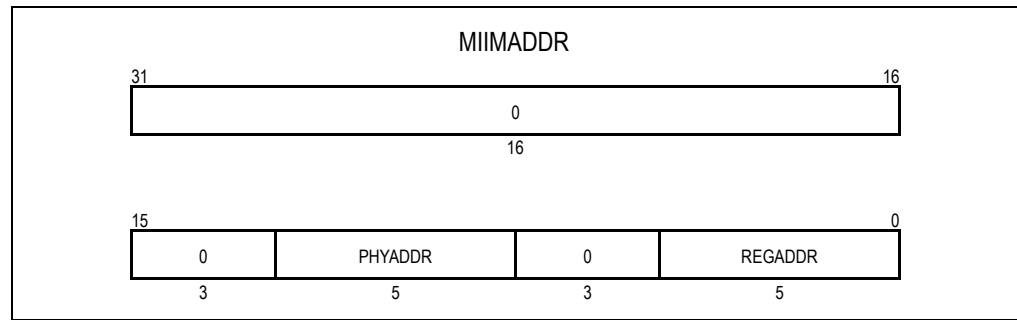 MIIMADDR
31 16
0
16
15 0
0 PHYADDR 0 REGADDR
3 5 3 5